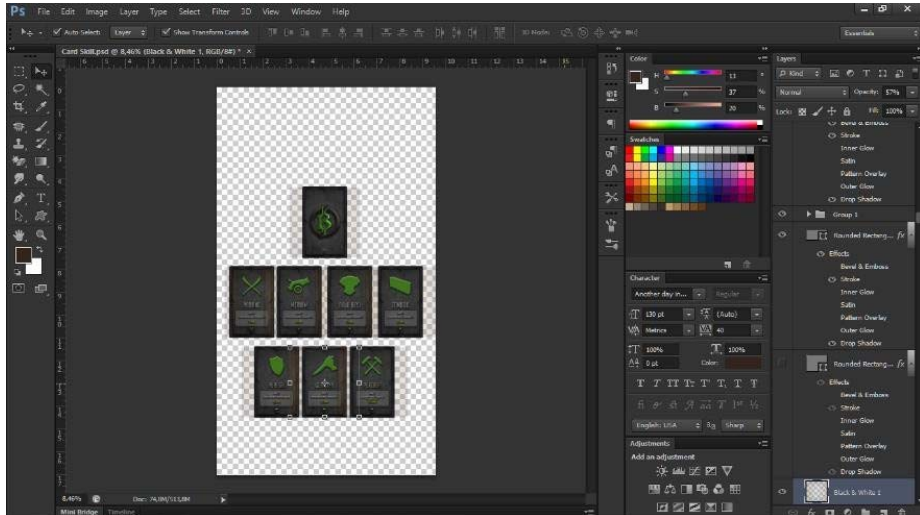 Ps File Edit Image Layer Type Select Filter 3D View Window Help
Auto-Select: Layer Show Transform Controls 3D Mode: Essentials
Card Skill.psd @ 8,46% (Black & White 1, RGB/8#) * ×
Color
H 11 °
S 37 %
B 20 %
Swatches
Character
Another day in... Regular
130 pt (Auto)
Metrics 40
100% 100%
0 pt Color:
English: USA Sharp
Adjustments
Add an adjustment
Layers
Kind
Normal Opacity: 57%
Lock: Fill: 100%
Bevel & Emboss
Stroke
Inner Glow
Satin
Pattern Overlay
Outer Glow
Drop Shadow
Group 1
Rounded Rectang... fx
Effects
Bevel & Emboss
Stroke
Inner Glow
Satin
Pattern Overlay
Outer Glow
Drop Shadow
Rounded Rectang... fx
Effects
Bevel & Emboss
Stroke
Inner Glow
Satin
Pattern Overlay
Outer Glow
Drop Shadow
Black & White 1
8,46% Doc: 74,8M/513,8M
Mini Bridge Timeline